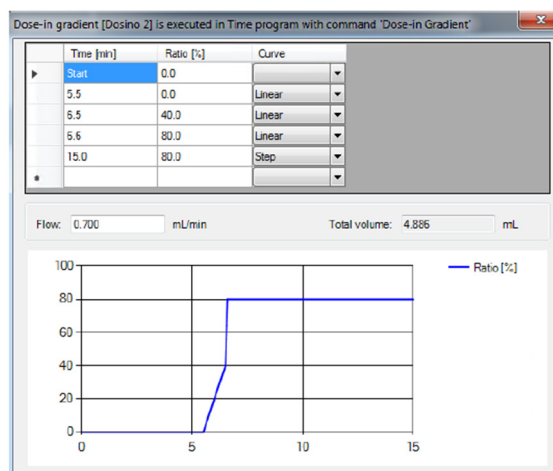 Dose-in gradient [Dosino 2] is executed in Time program with command 'Dose-in Gradient'
Time [min] Ratio [%] Curve
Start 0.0
5.5 0.0 Linear
6.5 40.0 Linear
6.6 80.0 Linear
15.0 80.0 Step
Flow: 0.700 mL/min Total volume: 4.886 mL
100
80
60
40
20
0
0 5 10 15
Ratio [%]